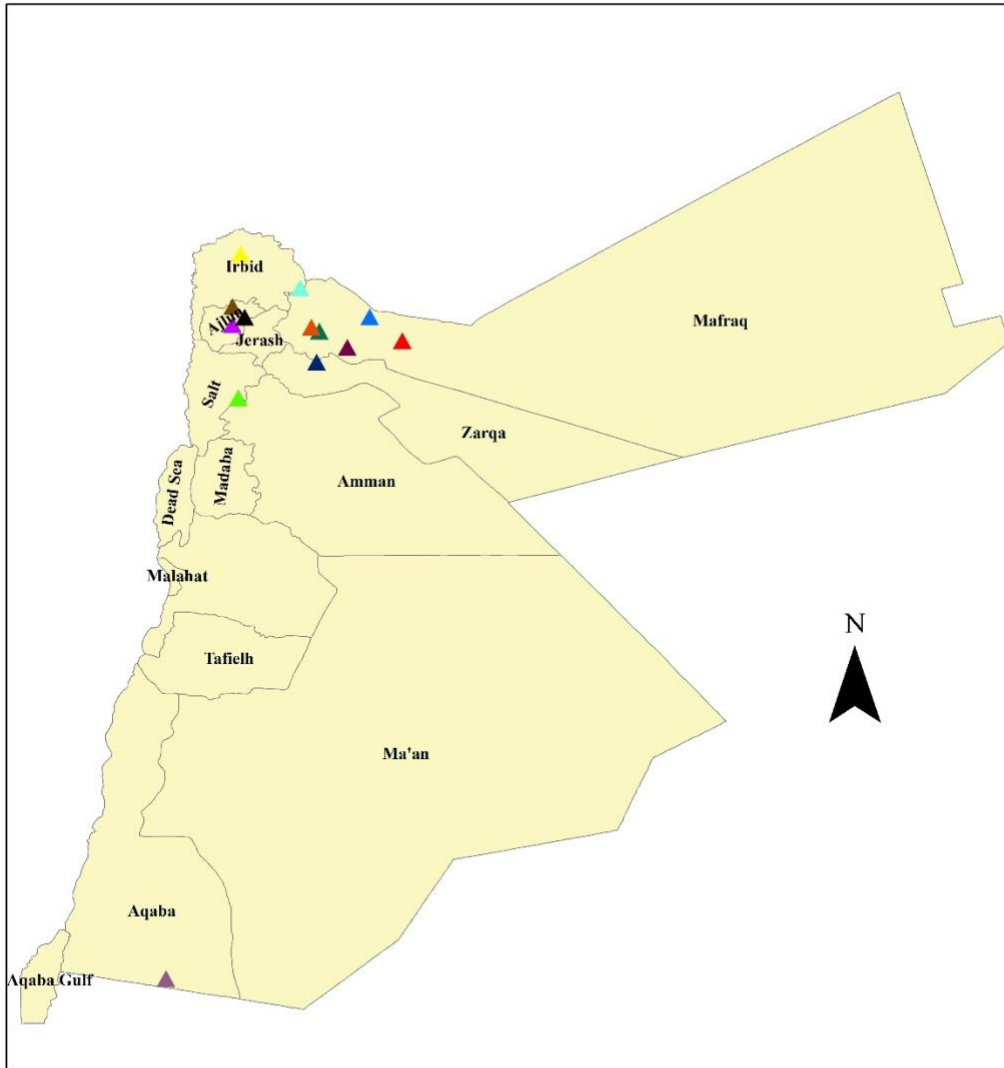 Irbid
Mafraq
Ajlun
Jerash
Salt
Zarqa
Madaba
Amman
Dead Sea
Malahat
N
Tafielh
Ma'an
Aqaba
Aqaba Gulf